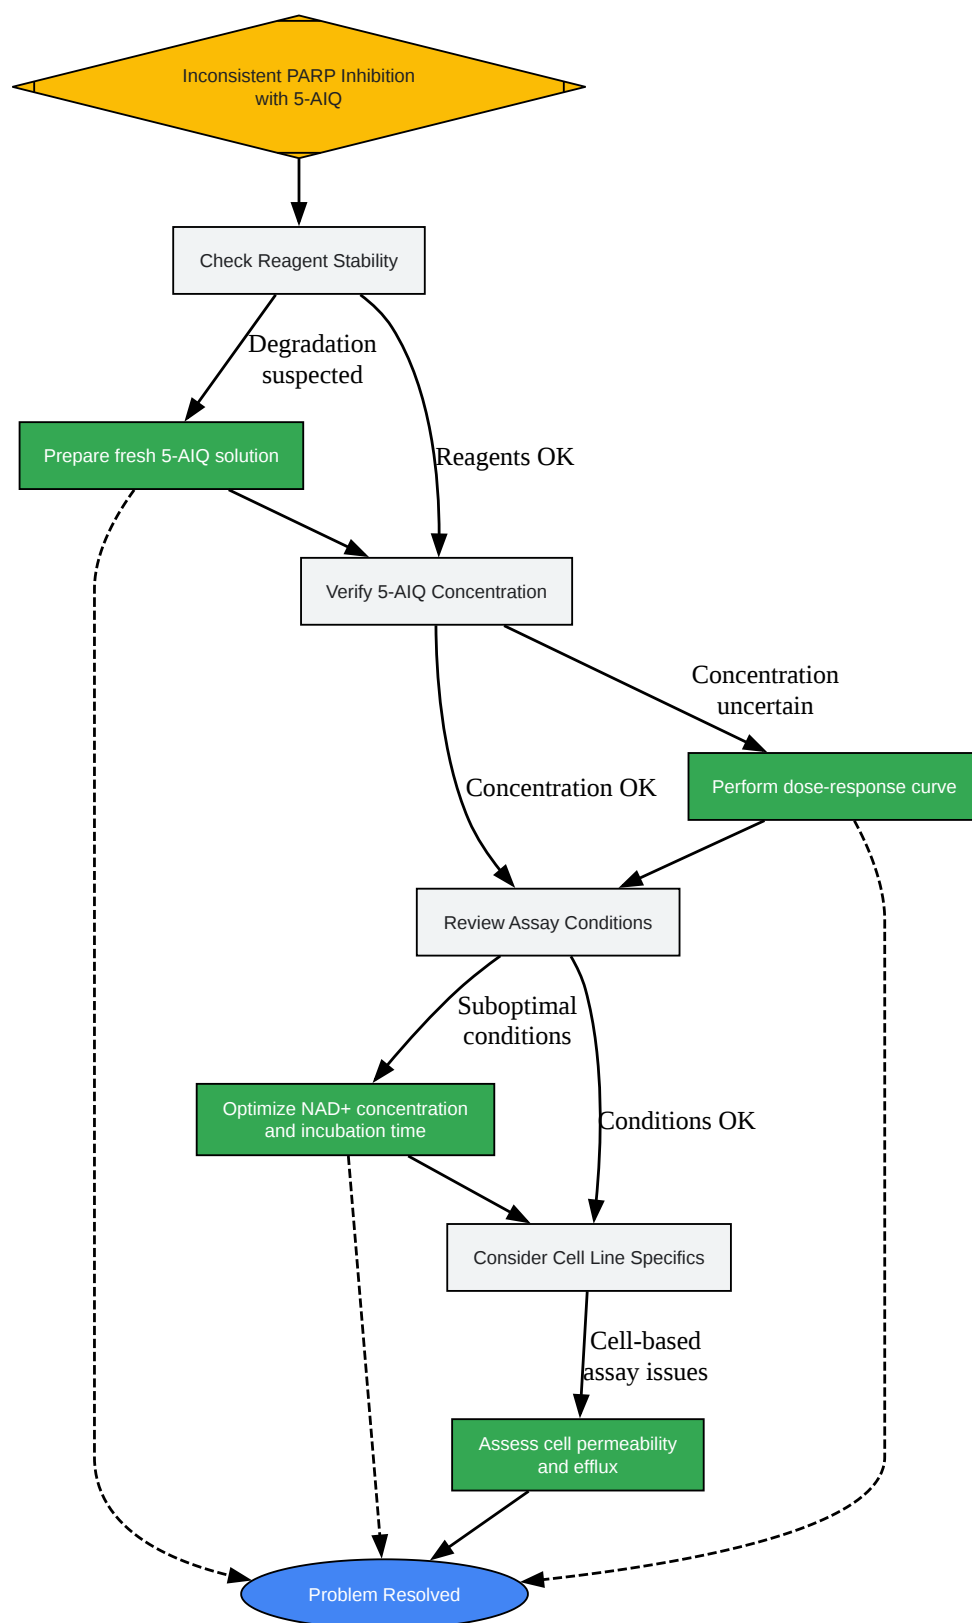 Inconsistent PARP Inhibition
with 5-AIQ
Check Reagent Stability
Degradation
suspected
Prepare fresh 5-AIQ solution
Reagents OK
Verify 5-AIQ Concentration
Concentration
uncertain
Concentration OK
Perform dose-response curve
Review Assay Conditions
Suboptimal
conditions
Optimize NAD+ concentration
and incubation time
Conditions OK
Consider Cell Line Specifics
Cell-based
assay issues
Assess cell permeability
and efflux
Problem Resolved